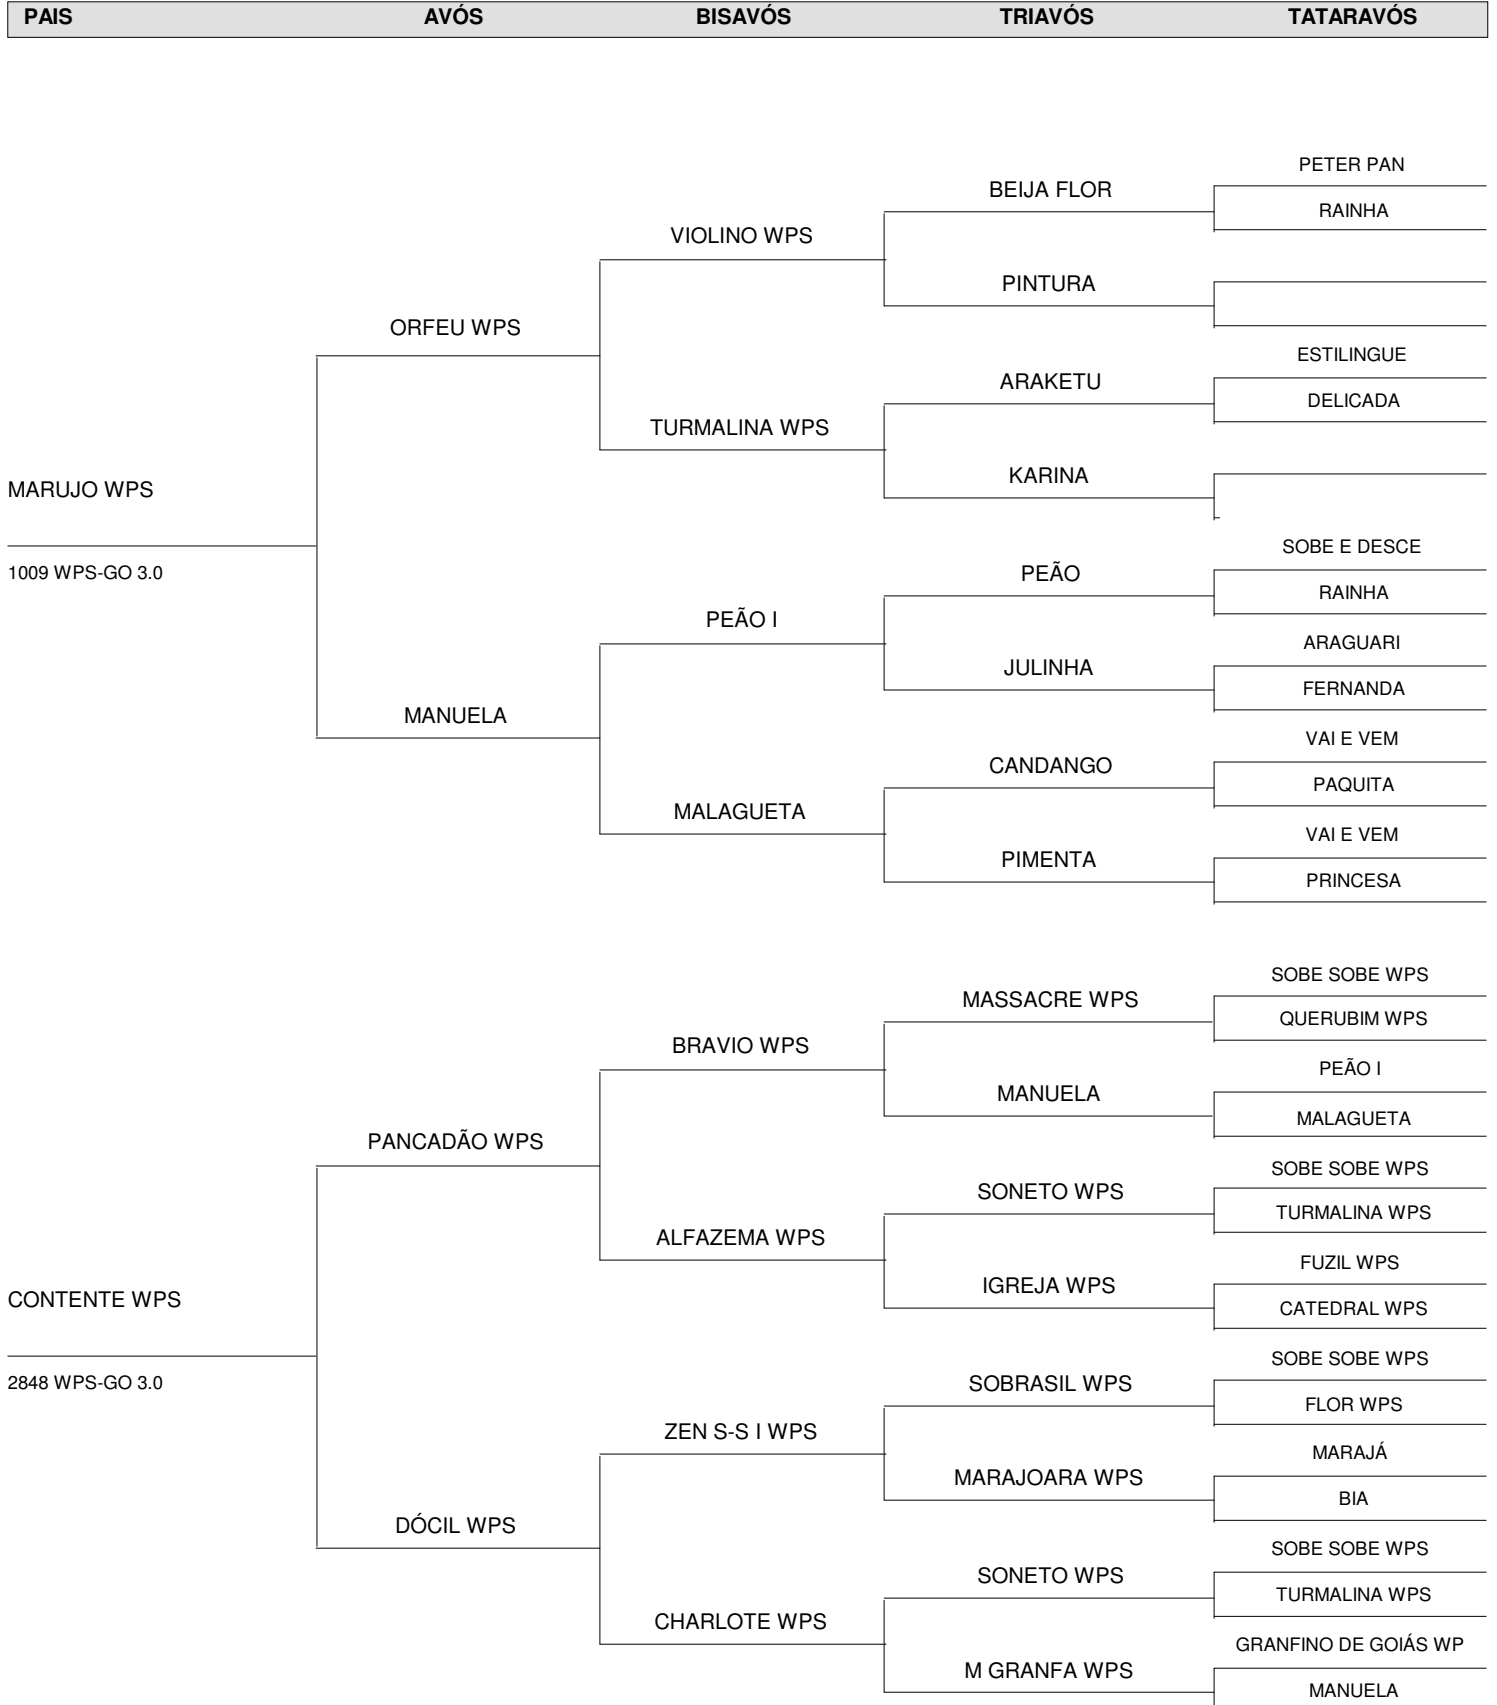 PAIS AVÓS BISAVÓS TRIAVÓS TATARAVÓS
PETER PAN
BEIJA FLOR
RAINHA
VIOLINO WPS
PINTURA
ORFEU WPS
ESTILINGUE
ARAKETU
DELICADA
TURMALINA WPS
KARINA
MARUJO WPS
SOBE E DESCE
1009 WPS-GO 3.0
PEÃO
RAINHA
PEÃO I
ARAGUARI
JULINHA
FERNANDA
MANUELA
VAI E VEM
CANDANGO
PAQUITA
MALAGUETA
VAI E VEM
PIMENTA
PRINCESA
SOBE SOBE WPS
MASSACRE WPS
QUERUBIM WPS
BRAVIO WPS
PEÃO I
MANUELA
MALAGUETA
PANCADÃO WPS
SOBE SOBE WPS
SONETO WPS
TURMALINA WPS
ALFAZEMA WPS
FUZIL WPS
IGREJA WPS
CONTENTE WPS
CATEDRAL WPS
SOBE SOBE WPS
2848 WPS-GO 3.0
SOBRASIL WPS
FLOR WPS
ZEN S-S I WPS
MARAJÁ
MARAJOARA WPS
BIA
DÓCIL WPS
SOBE SOBE WPS
SONETO WPS
TURMALINA WPS
CHARLOTE WPS
GRANFINO DE GOIÁS WP
M GRANFA WPS
MANUELA